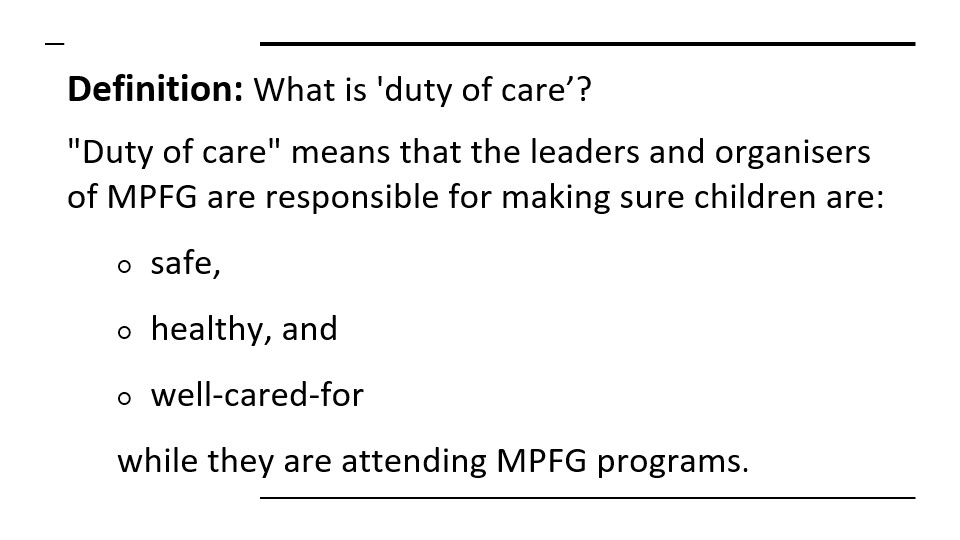 Definition: What is 'duty of care’?
"Duty of care" means that the leaders and organisers
of MPFG are responsible for making sure children are:
○ safe,
○ healthy, and
○ well-cared-for
while they are attending MPFG programs.